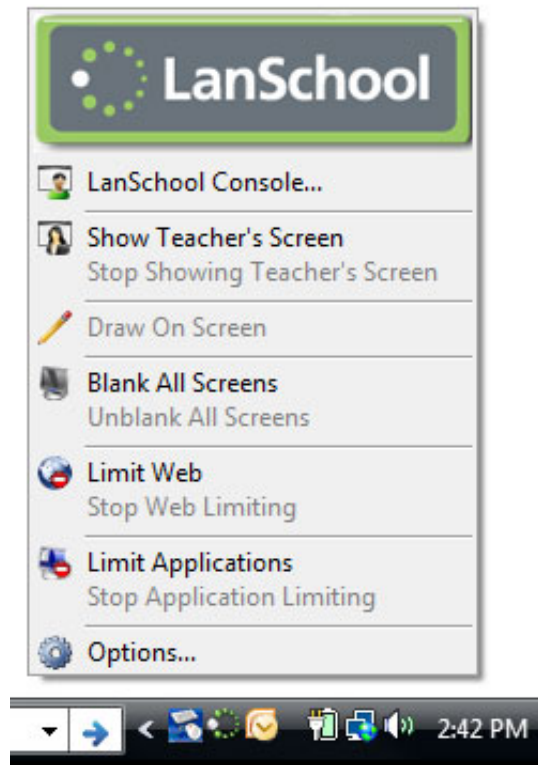 LanSchool
LanSchool Console...
Show Teacher's Screen
Stop Showing Teacher's Screen
Draw On Screen
Blank All Screens
Unblank All Screens
Limit Web
Stop Web Limiting
Limit Applications
Stop Application Limiting
Options...
2:42 PM